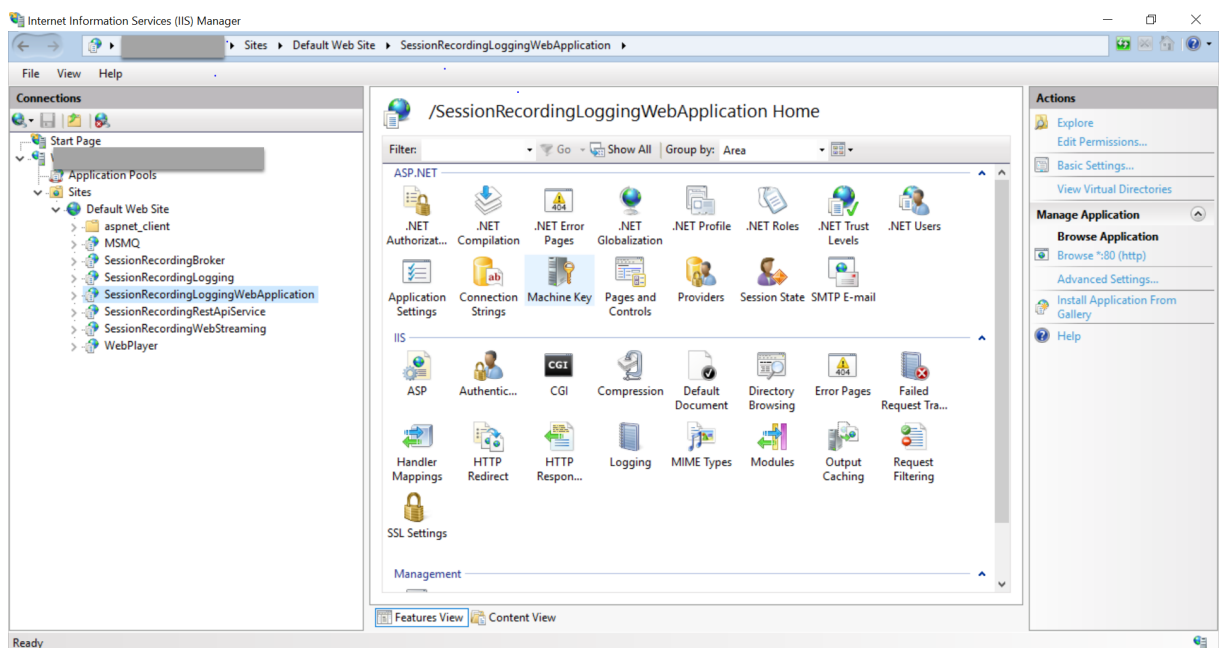 Internet Information Services (IIS) Manager
Sites Default Web Site SessionRecordingLoggingWebApplication
File View Help
Connections
Start Page
Application Pools
Sites
Default Web Site
aspnet_client
MSMQ
SessionRecordingBroker
SessionRecordingLogging
SessionRecordingLoggingWebApplication
SessionRecordingRestApiService
SessionRecordingWebStreaming
WebPlayer
/SessionRecordingLoggingWebApplication Home
Filter: Go Show All Group by: Area
ASP.NET
.NET .NET .NET Error .NET .NET Profile .NET Roles .NET Trust .NET Users
Authorizat... Compilation Pages Globalization Levels
Application Connection Machine Key Pages and Providers Session State SMTP E-mail
Settings Strings Controls
IIS
ASP Authentic... CGI Compression Default Directory Error Pages Failed
Document Browsing Request Tra...
Handler HTTP HTTP Logging MIME Types Modules Output Request
Mappings Redirect Respon... Caching Filtering
SSL Settings
Management
Features View Content View
Actions
Explore
Edit Permissions...
Basic Settings...
View Virtual Directories
Manage Application
Browse Application
Browse *:80 (http)
Advanced Settings...
Install Application From
Gallery
Help
Ready